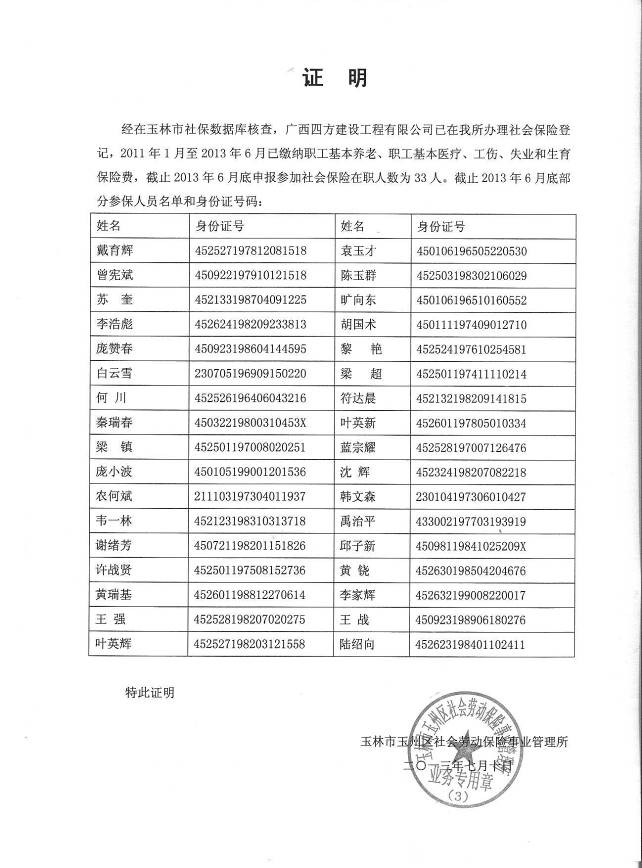 证 明
经在玉林市社保数据库核查，广西四方建设工程有限公司已在我所办理社会保险登
记，2011 年 1 月至 2013 年 6 月已缴纳职工基本养老、职工基本医疗、工伤、失业和生育
保险费，截止 2013 年 6 月底申报参加社会保险在职人数为 33 人。截止 2013 年 6 月底部
分参保人员名单和身份证号码：
姓名 身份证号 姓名 身份证号
戴育辉 452527197812081518 袁玉才 450106196505220530
曾宪斌 450922197910121518 陈玉群 452503198302106029
苏 奎 452133198704091225 旷向东 450106196510160552
李浩彪 452624198209233813 胡国术 450111197409012710
庞赞春 450923198604144595 黎 艳 452524197610254581
白云雪 230705196909150220 梁 超 452501197411110214
何 川 452526196406043216 符达晨 452132198209141815
秦瑞春 45032219800310453X 叶英新 452601197805010334
梁 镇 452501197008020251 蓝宗耀 452528197007126476
庞小波 450105199001201536 沈 辉 452324198207082218
农何斌 211103197304011937 韩文森 230104197306010427
韦一林 452123198310313718 禹治平 433002197703193919
谢绪芳 450721198201151826 邱子新 45098119841025209X
许战贤 452501197508152736 黄 铙 452630198504204676
黄瑞基 452601198812270614 李家辉 452632199008220017
王 强 452528198207020275 王 战 450923198906180276
叶英辉 452527198203121558 陆绍向 452623198401102411
特此证明
玉林市玉州区社会劳动保险事业管理所
二〇一三年七月十日
玉林市玉州区社会劳动保险事业管理所
业务专用章
(3)